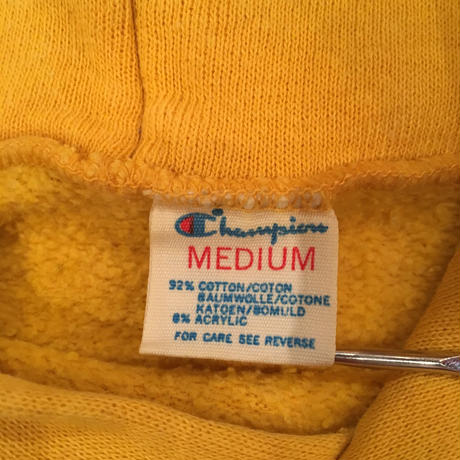 Champion
MEDIUM
92% COTTON/COTON
BAUMWOLLE/COTONE
KATOEN/BOMULD
8% ACRYLIC
FOR CARE SEE REVERSE